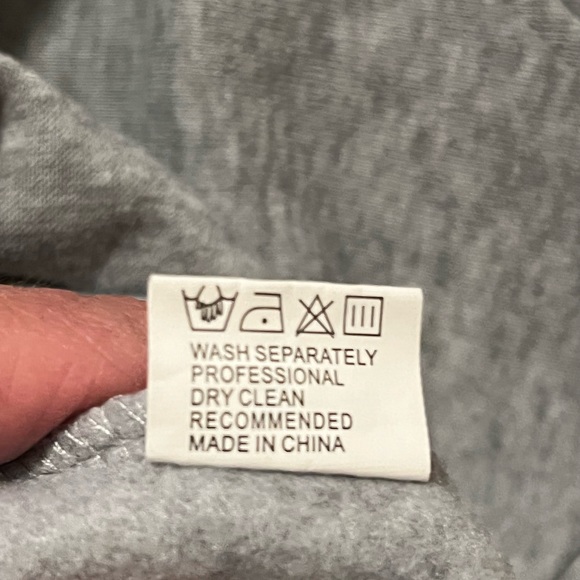 WASH SEPARATELY
PROFESSIONAL
DRY CLEAN
RECOMMENDED
MADE IN CHINA